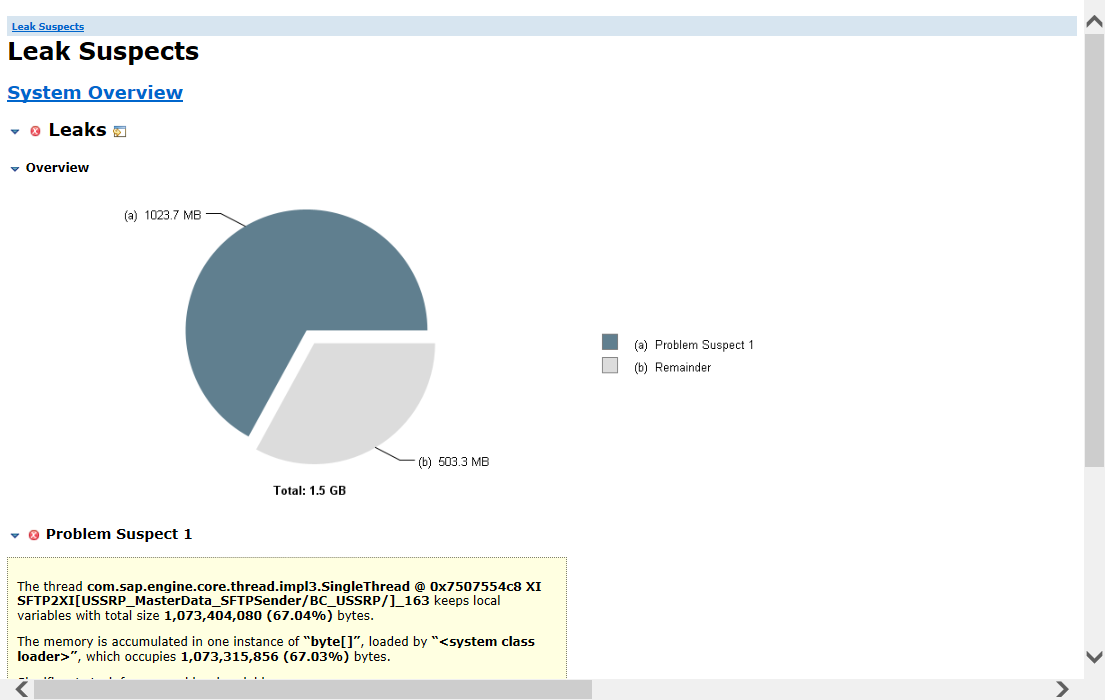 Leak Suspects
Leak Suspects
System Overview
Leaks
Overview
(a) 1023.7 MB
(a) Problem Suspect 1
(b) Remainder
(b) 503.3 MB
Total: 1.5 GB
Problem Suspect 1
The thread com.sap.engine.core.thread.impl3.SingleThread @ 0x7507554c8 XI
SFTP2XI[USSRP_MasterData_SFTPSender/BC_USSRP/]_163 keeps local
variables with total size 1,073,404,080 (67.04%) bytes.
The memory is accumulated in one instance of “byte[]”, loaded by “<system class
loader>”, which occupies 1,073,315,856 (67.03%) bytes.